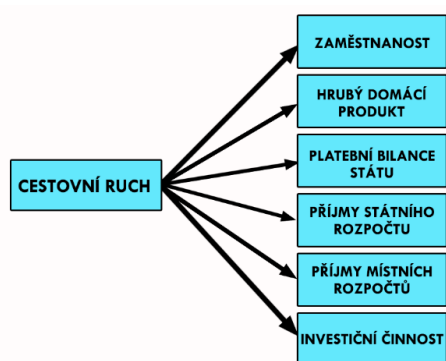 CESTOVNÍ RUCH
ZAMĚSTNANOST
HRUBÝ DOMÁCÍ
PRODUKT
PLATEBNÍ BILANCE
STÁTU
PŘÍJMY STÁTNÍHO
ROZPOČTU
PŘÍJMY MÍSTNÍCH
ROZPOČTŮ
INVESTIČNÍ ČINNOST